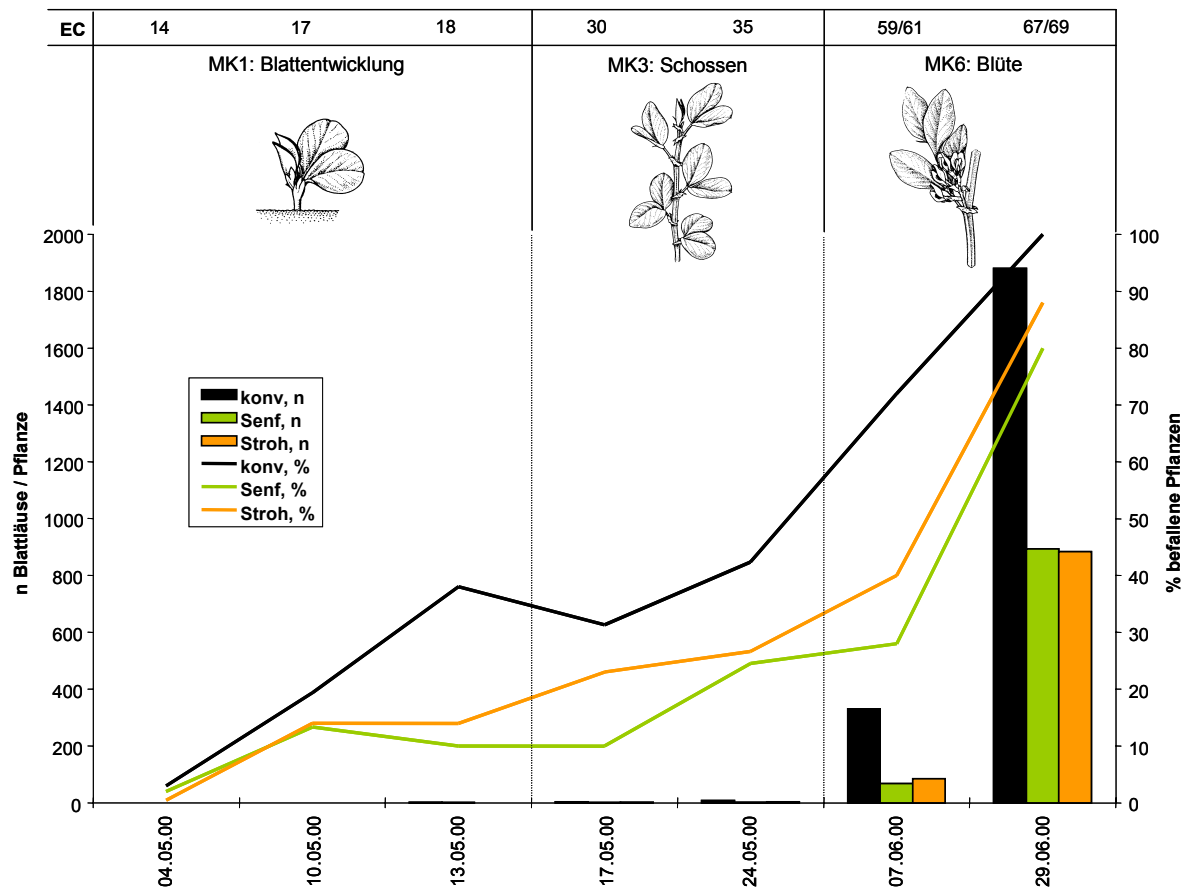 EC 14 17 18 30 35 59/61 67/69
MK1: Blattentwicklung MK3: Schossen MK6: Blüte
n Blattläuse / Pflanze
2000
1800
1600
1400
1200
1000
800
600
400
200
0
konv, n
Senf, n
Stroh, n
konv, %
Senf, %
Stroh, %
100
90
80
70
60
50
40
30
20
10
0
% befallene Pflanzen
04.05.00 10.05.00 13.05.00 17.05.00 24.05.00 07.06.00 29.06.00